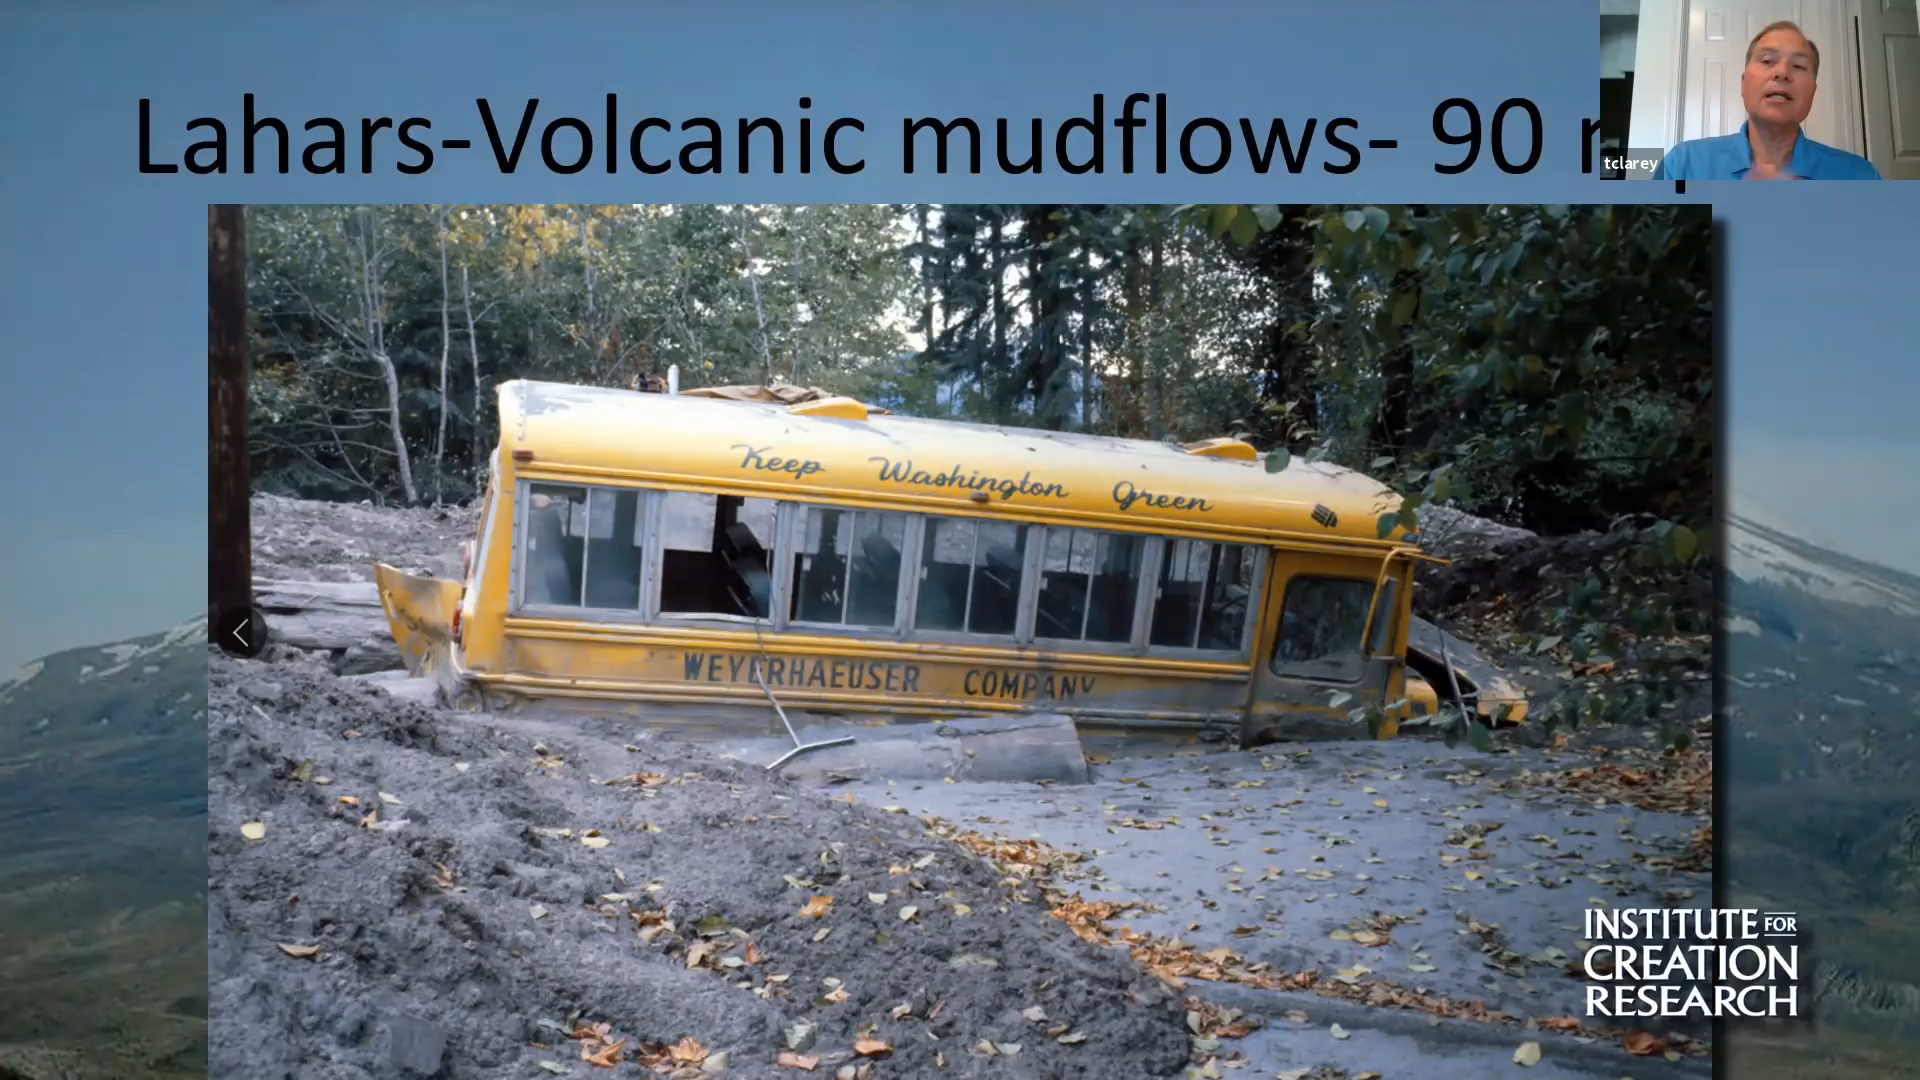 Lahars-Volcanic mudflows- 90
tclarey
Keep Washington Green
WEYERHAEUSER COMPANY
INSTITUTE FOR
CREATION
RESEARCH